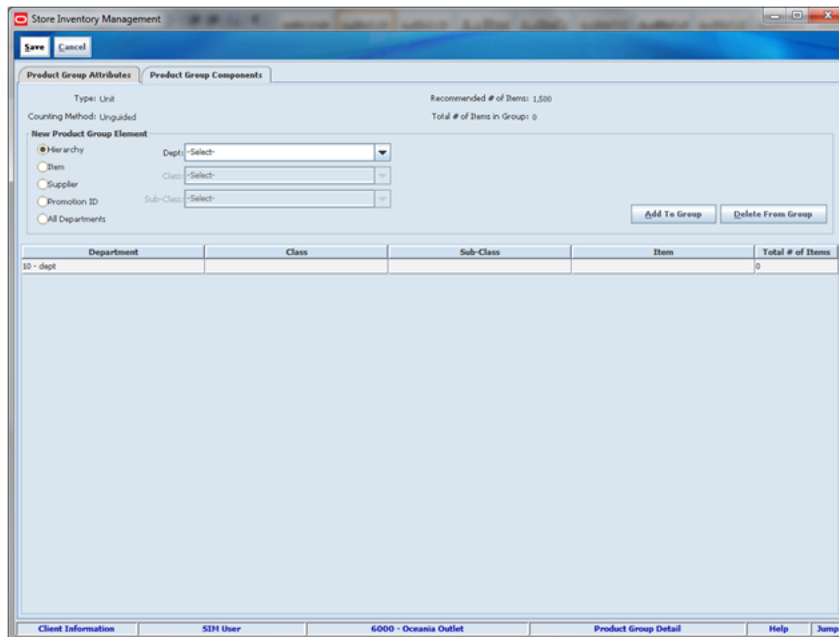 Store Inventory Management
Save Cancel
Product Group Attributes Product Group Components
Type: Unit Recommended # of Items: 1,500
Counting Method: Unguided Total # of Items in Group: 0
New Product Group Element
Hierarchy Dept: -Select-
Item Class: -Select-
Supplier
Promotion ID Sub-Class: -Select-
All Departments Add To Group Delete From Group
Department Class Sub-Class Item Total # of Items
10 - dept 0
Client Information SIM User 6000 - Oceania Outlet Product Group Detail Help Jump